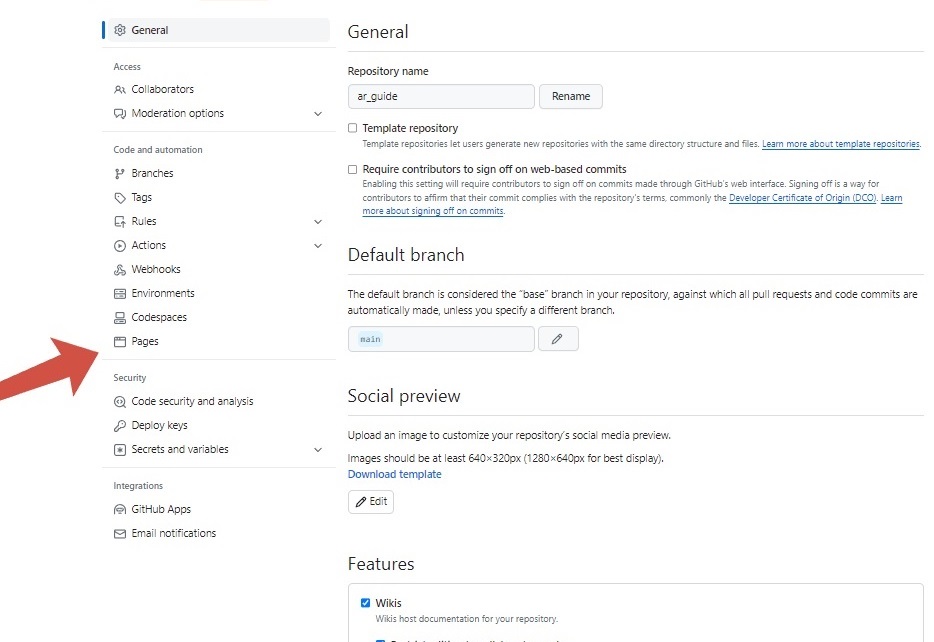 General
Access
Collaborators
Moderation options
Code and automation
Branches
Tags
Rules
Actions
Webhooks
Environments
Codespaces
Pages
Security
Code security and analysis
Deploy keys
Secrets and variables
Integrations
GitHub Apps
Email notifications
General
Repository name
ar_guide
Rename
Template repository
Template repositories let users generate new repositories with the same directory structure and files. Learn more about template repositories.
Require contributors to sign off on web-based commits
Enabling this setting will require contributors to sign off on commits made through GitHub's web interface. Signing off is a way for
contributors to affirm that their commit complies with the repository's terms, commonly the Developer Certificate of Origin (DCO). Learn
more about signing off on commits.
Default branch
The default branch is considered the “base” branch in your repository, against which all pull requests and code commits are
automatically made, unless you specify a different branch.
main
Social preview
Upload an image to customize your repository's social media preview.
Images should be at least 640×320px (1280×640px for best display).
Download template
Edit
Features
Wikis
Wikis host documentation for your repository.